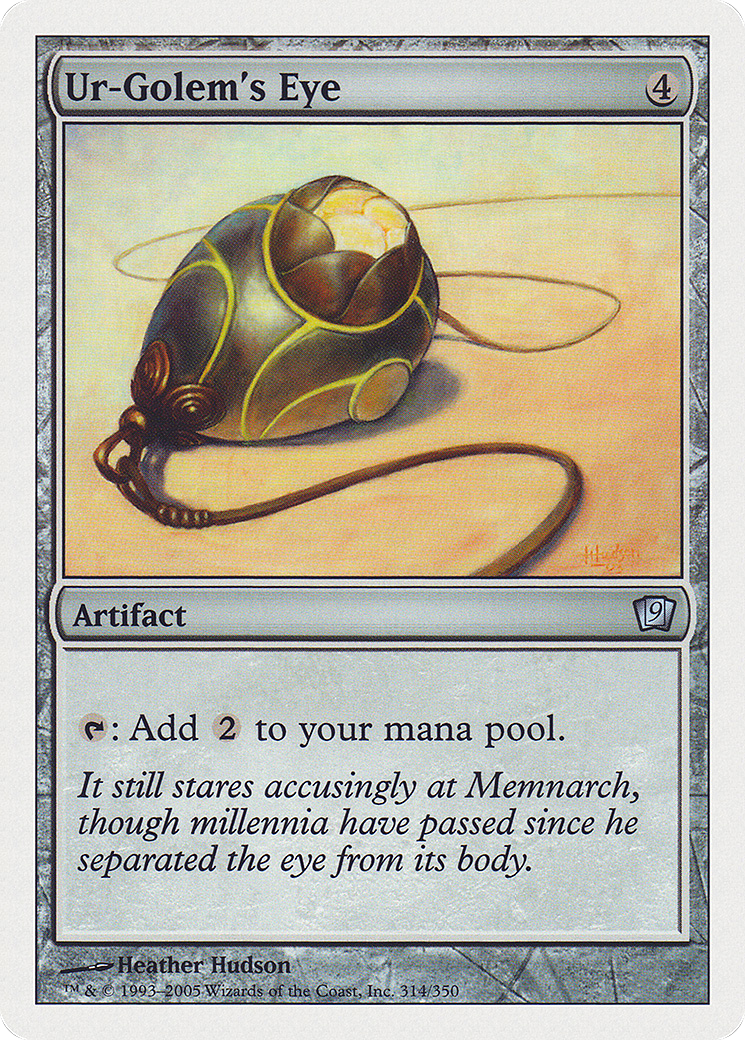 Ur-Golem's Eye 4
Artifact 9
: Add 2 to your mana pool.
It still stares accusingly at Memnarch,
though millennia have passed since he
separated the eye from its body.
Heather Hudson
™ & © 1993–2005 Wizards of the Coast, Inc. 314/350